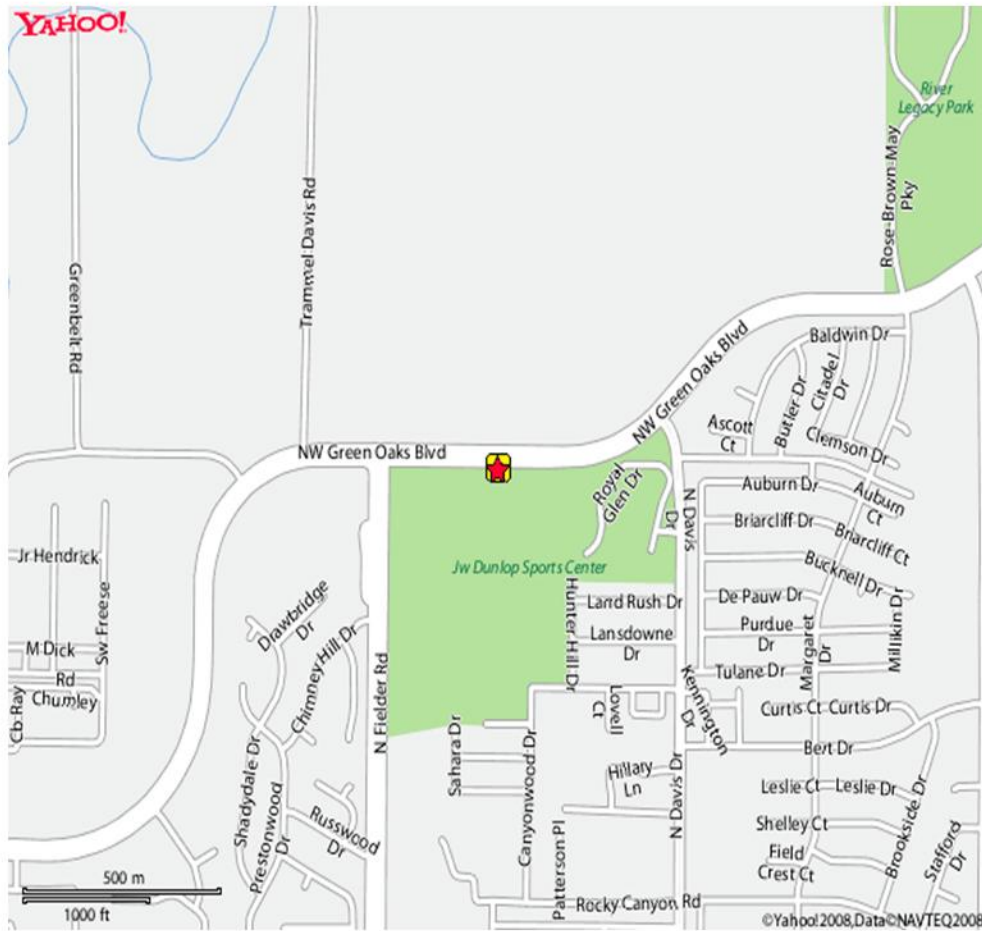 YAHOO!
River
Legacy Park
Rose-Brown-May
Pky
Greenbelt Rd
Trammel Davis Rd
NW Green Oaks Blvd
Baldwin Dr
Butler Dr
Citadel
Dr
Ascott
Ct
Clemson Dr
NW Green Oaks Blvd
Royal
Glen Dr
N Davis
Dr
Auburn Dr
Auburn
Ct
Briarcliff Dr
Briarcliff Ct
Jw Dunlop Sports Center
Bucknell Dr
Jr Hendrick
Sw Freese
Drawbridge
Dr
Chimney Hill Dr
Hunter Hill Dr
Land Rush Dr
De Pauw Dr
Lansdowne
Dr
Purdue
Dr
Margaret
Dr
Millikin Dr
M Dick
Rd
Chumley
Cb Ray
N Fielder Rd
Tulane Dr
Kennington
Dr
Lovell
Ct
Curtis Ct
Curtis Dr
Sahara Dr
Canyonwood Dr
Bert Dr
Shadydale Dr
Prestonwood
Dr
Hillary
Ln
N Davis Dr
Leslie Ct
Leslie Dr
Brookside Dr
Russwood
Dr
Patterson Pl
Shelley Ct
Field
Crest Ct
Stafford
Dr
500 m
1000 ft
Rocky Canyon Rd
©Yahoo!2008,Data©NAVTEQ2008